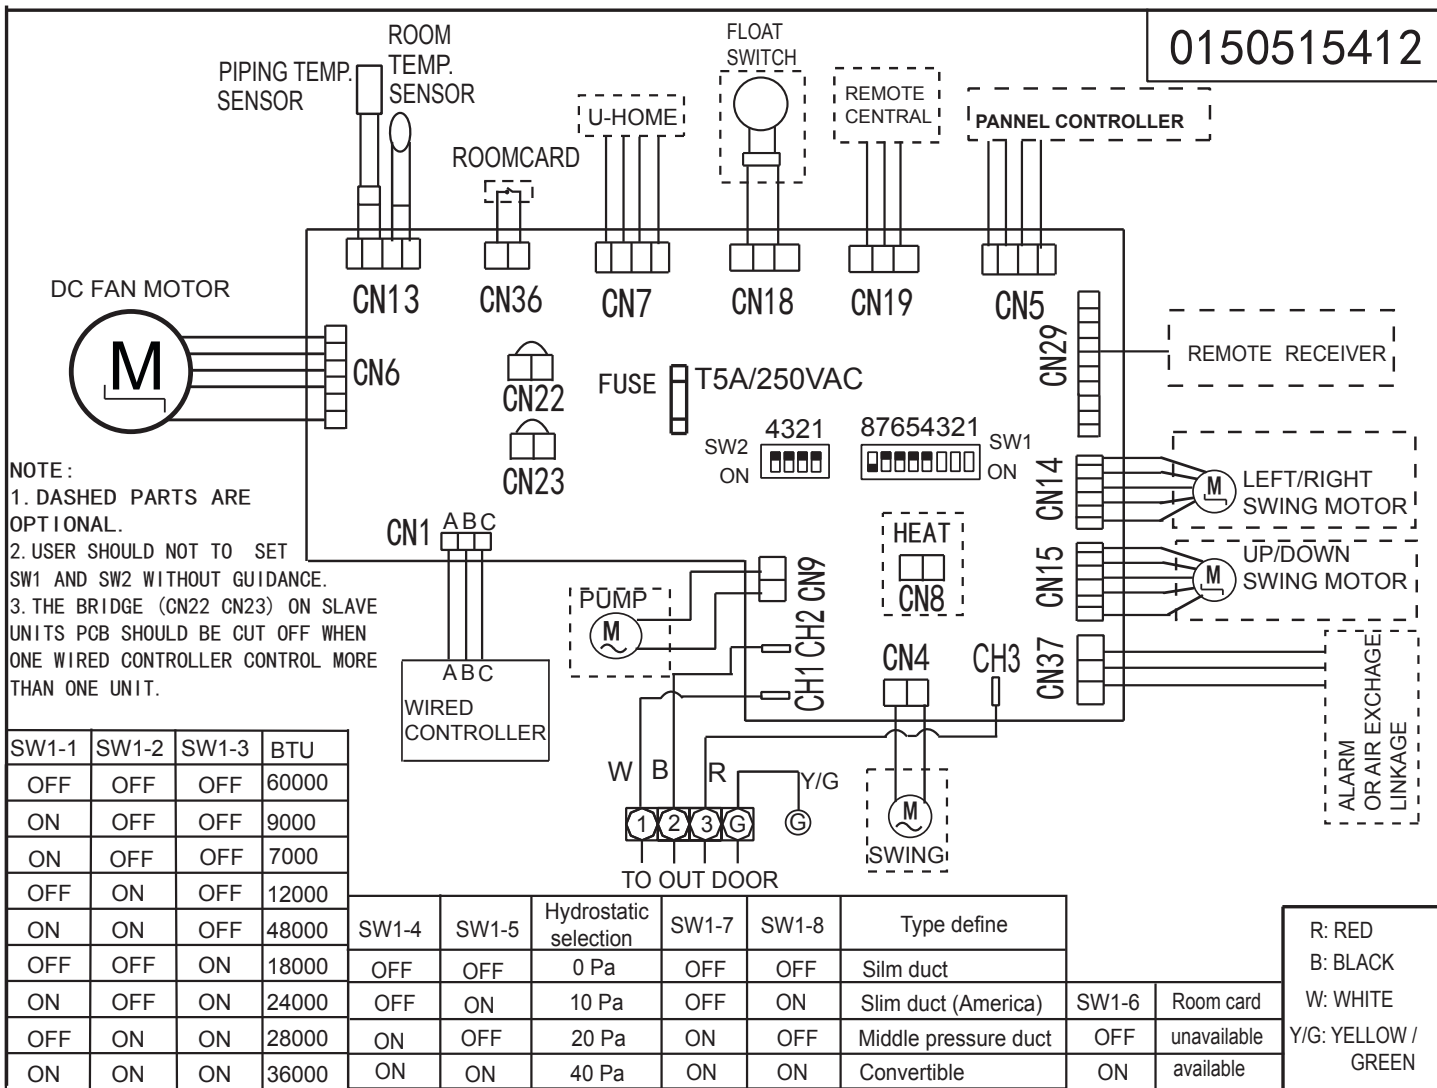 0150515412
ROOM
TEMP.
SENSOR
PIPING TEMP.
SENSOR
ROOMCARD
U-HOME
FLOAT
SWITCH
REMOTE
CENTRAL
PANNEL CONTROLLER
CN13
CN36
CN7
CN18
CN19
CN5
DC FAN MOTOR
M
CN6
CN22
CN23
FUSE
T5A/250VAC
SW2
4321
ON
87654321
SW1
ON
CN29
REMOTE RECEIVER
CN14
M
LEFT/RIGHT
SWING MOTOR
CN15
M
UP/DOWN
SWING MOTOR
CN37
ALARM
OR AIR EXCHAGE
LINKAGE
HEAT
CN8
CN4
CH3
M
SWING
CN9
CH2
CH1
PUMP
M
CN1
A B C
A B C
WIRED
CONTROLLER
W B R Y/G
1 2 3 G G
TO OUT DOOR
NOTE:
1. DASHED PARTS ARE
OPTIONAL.
2. USER SHOULD NOT TO SET
SW1 AND SW2 WITHOUT GUIDANCE.
3. THE BRIDGE (CN22 CN23) ON SLAVE
UNITS PCB SHOULD BE CUT OFF WHEN
ONE WIRED CONTROLLER CONTROL MORE
THAN ONE UNIT.
SW1-1 SW1-2 SW1-3 BTU
OFF OFF OFF 60000
ON OFF OFF 9000
ON OFF OFF 7000
OFF ON OFF 12000
ON ON OFF 48000
OFF OFF ON 18000
ON OFF ON 24000
OFF ON ON 28000
ON ON ON 36000
SW1-4 SW1-5 Hydrostatic selection SW1-7 SW1-8 Type define
OFF OFF 0 Pa OFF OFF Silm duct
OFF ON 10 Pa OFF ON Slim duct (America)
ON OFF 20 Pa ON OFF Middle pressure duct
ON ON 40 Pa ON ON Convertible
SW1-6 Room card
OFF unavailable
ON available
R: RED
B: BLACK
W: WHITE
Y/G: YELLOW /
GREEN